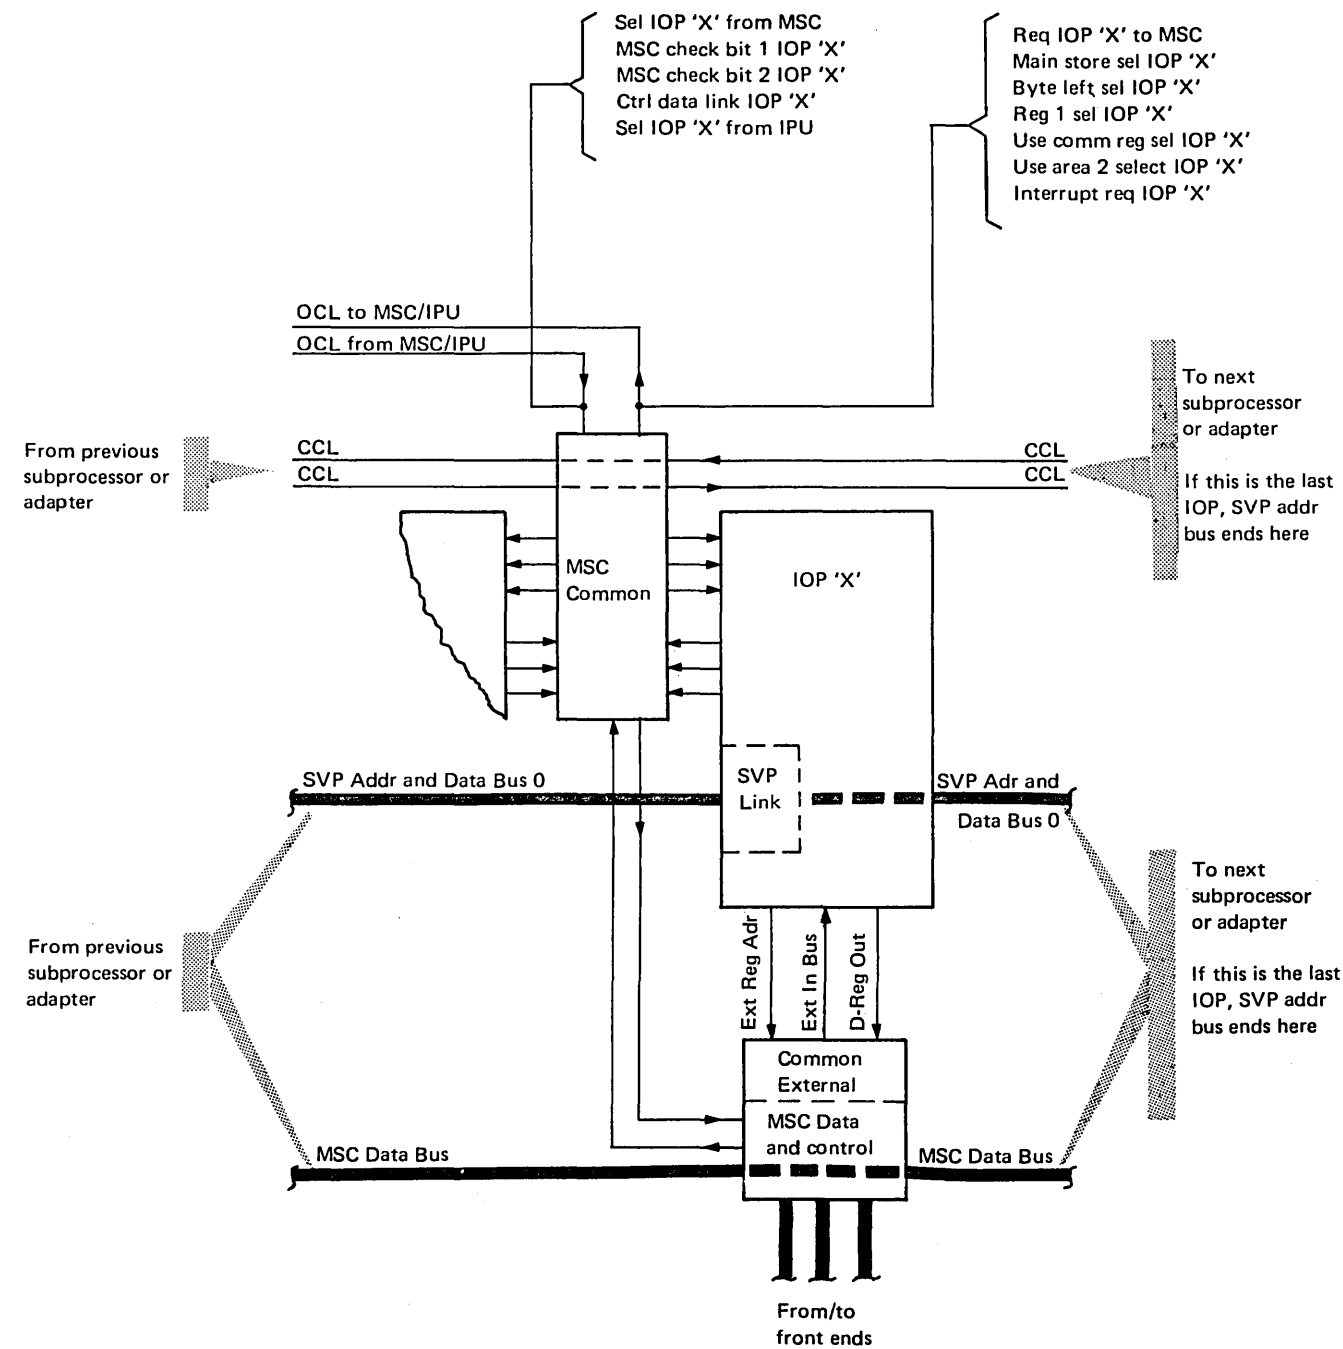 Sel IOP ‘X’ from MSC
MSC check bit 1 IOP ‘X’
MSC check bit 2 IOP ‘X’
Ctrl data link IOP ‘X’
Sel IOP ‘X’ from IPU
Req IOP ‘X’ to MSC
Main store sel IOP ‘X’
Byte left sel IOP ‘X’
Reg 1 sel IOP ‘X’
Use comm reg sel IOP ‘X’
Use area 2 select IOP ‘X’
Interrupt req IOP ‘X’
OCL to MSC/IPU
OCL from MSC/IPU
To next
subprocessor
or adapter
If this is the last
IOP, SVP addr
bus ends here
From previous
subprocessor or
adapter
CCL
CCL
CCL
CCL
MSC
Common
IOP ‘X’
SVP Addr and Data Bus 0
SVP
Link
SVP Adr and
Data Bus 0
To next
subprocessor
or adapter
If this is the last
IOP, SVP addr
bus ends here
From previous
subprocessor or
adapter
Ext Reg Adr
Ext In Bus
D-Reg Out
Common
External
MSC Data
and control
MSC Data Bus
MSC Data Bus
From/to
front ends